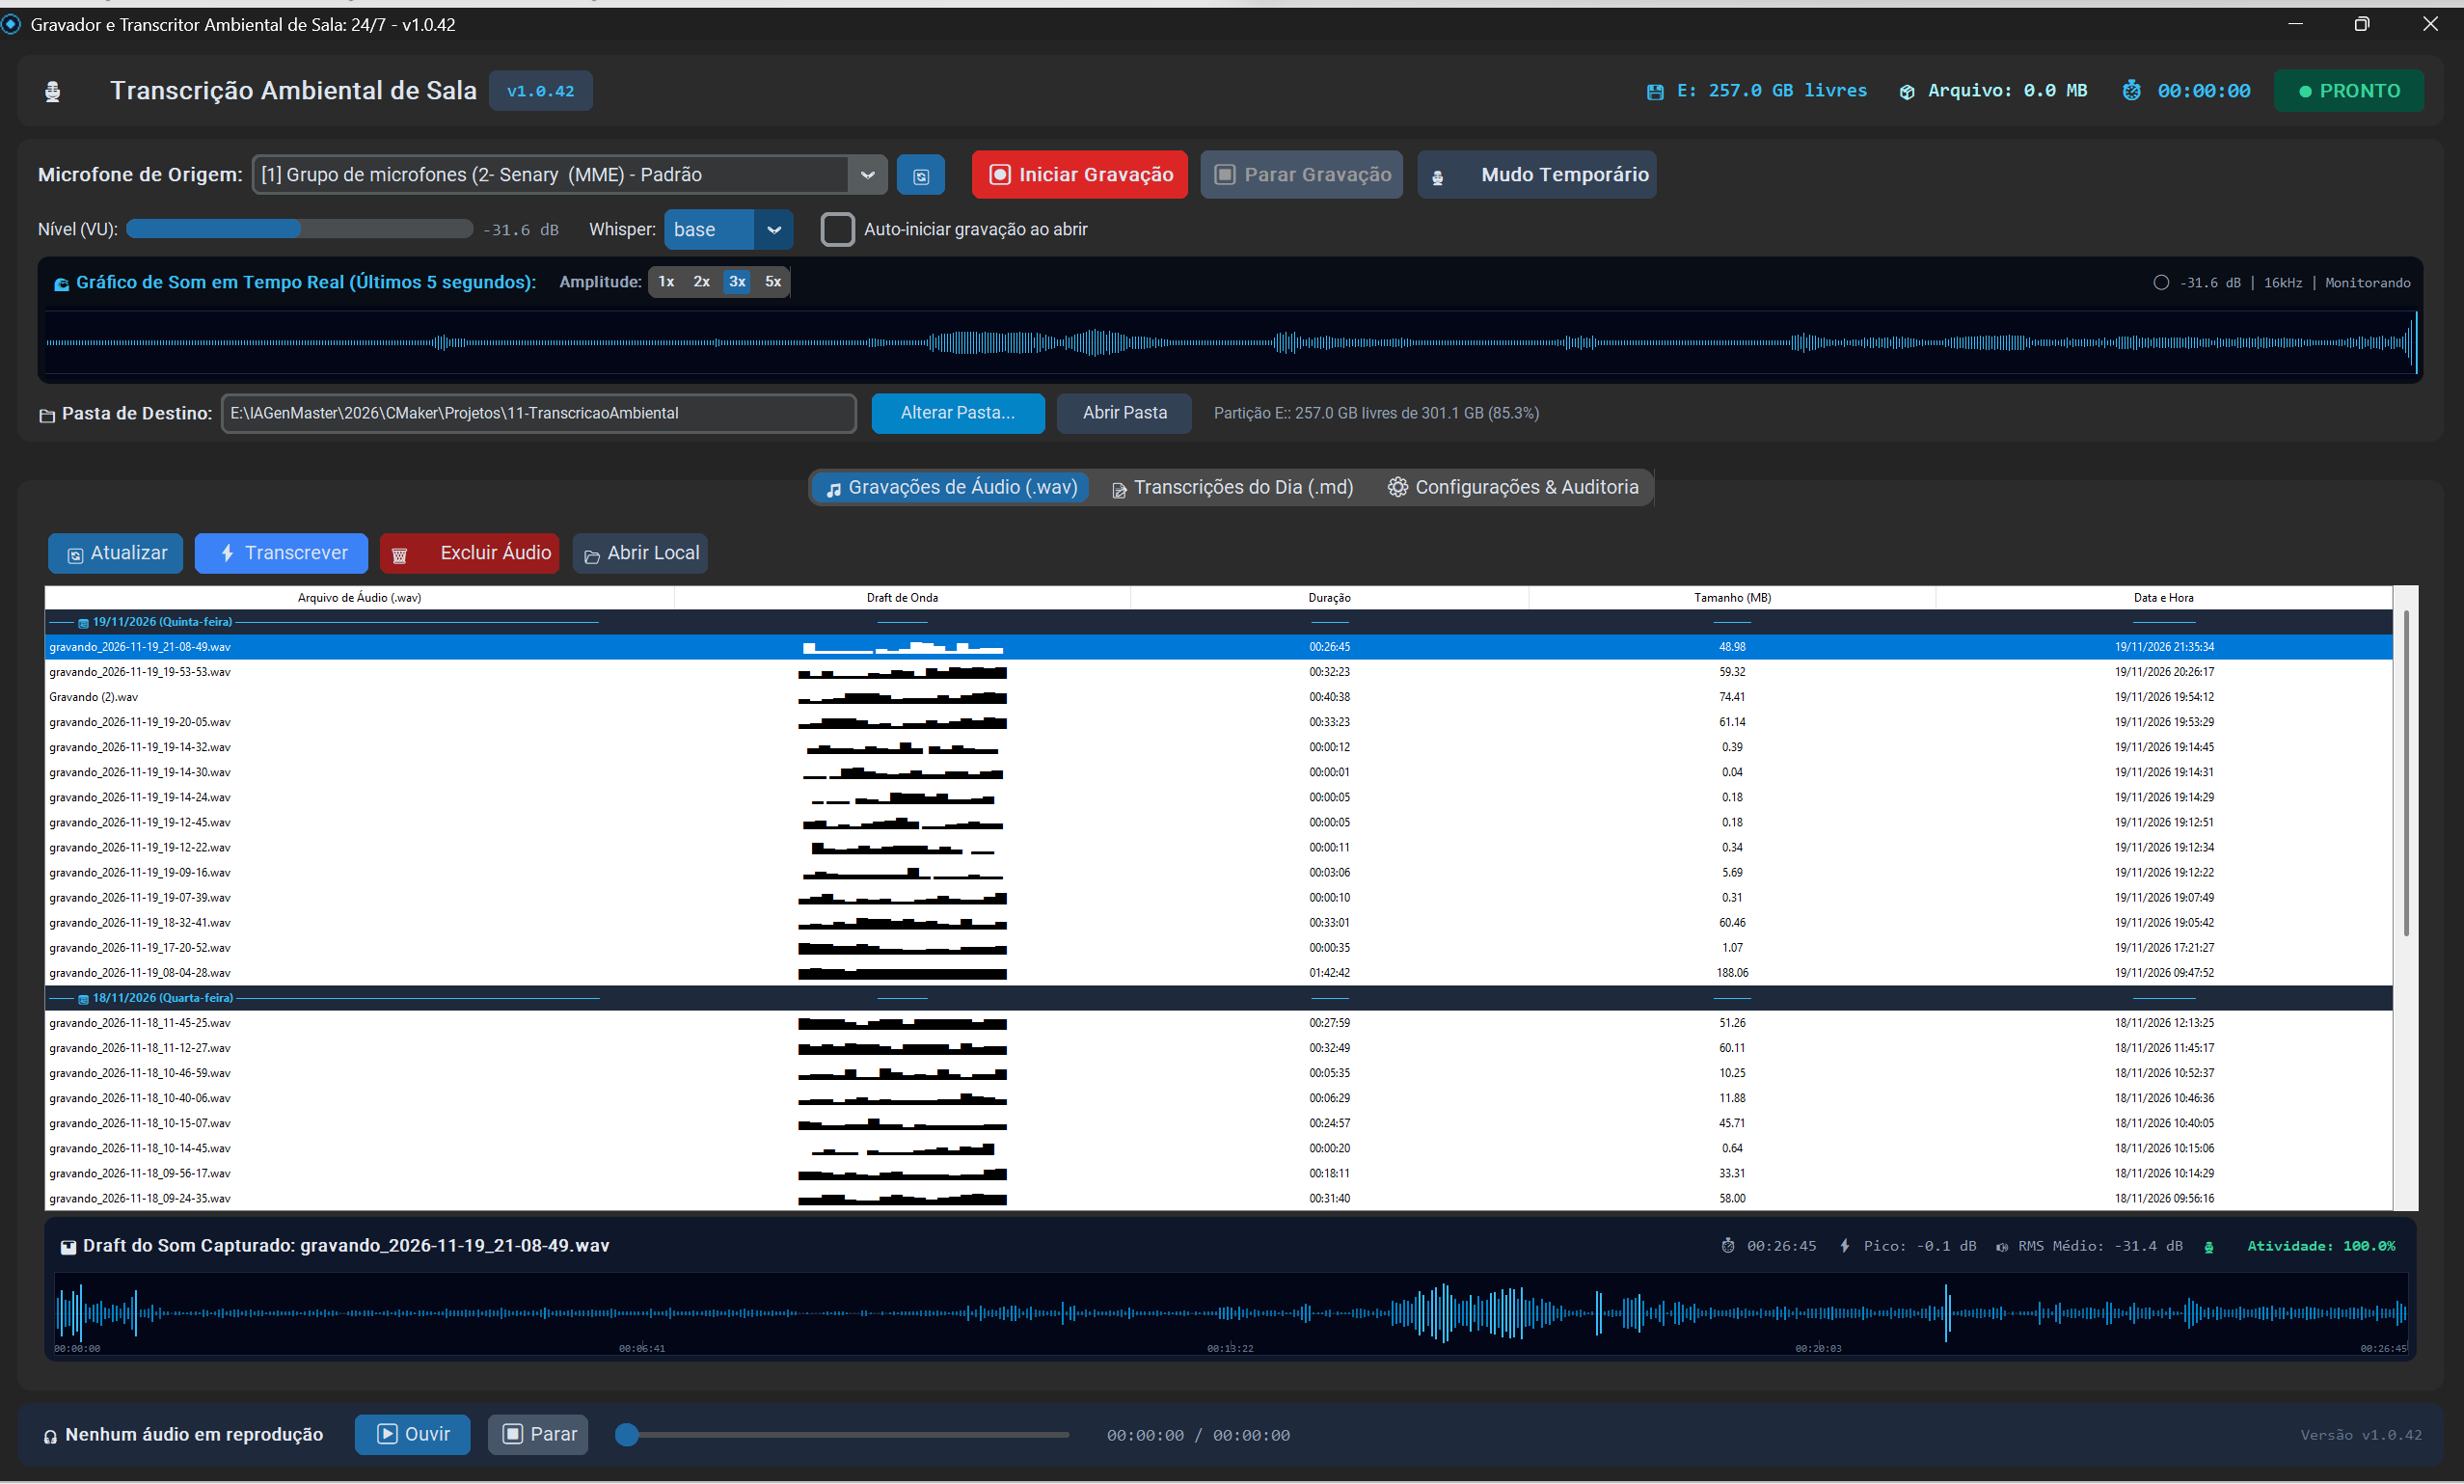 Gravador e Transcritor Ambiental de Sala: 24/7 - v1.0.42
Transcrição Ambiental de Sala v1.0.42 E: 257.0 GB livres Arquivo: 0.0 MB 00:00:00 ● PRONTO
Microfone de Origem: [1] Grupo de microfones (2- Senary (MME) - Padrão Iniciar Gravação Parar Gravação Mudo Temporário
Nível (VU): -31.6 dB Whisper: base Auto-iniciar gravação ao abrir
Gráfico de Som em Tempo Real (Últimos 5 segundos): Amplitude: 1x 2x 3x 5x -31.6 dB | 16kHz | Monitorando
Pasta de Destino: E:\IAGenMaster\2026\CMaker\Projetos\11-TranscricaoAmbiental Alterar Pasta... Abrir Pasta Partição E:: 257.0 GB livres de 301.1 GB (85.3%)
Gravações de Áudio (.wav) Transcrições do Dia (.md) Configurações & Auditoria
Atualizar Transcrever Excluir Áudio Abrir Local
Arquivo de Áudio (.wav) Draft de Onda Duração Tamanho (MB) Data e Hora
19/11/2026 (Quinta-feira)
gravando_2026-11-19_21-08-49.wav 00:26:45 48.98 19/11/2026 21:35:34
gravando_2026-11-19_19-53-53.wav 00:32:23 59.32 19/11/2026 20:26:17
Gravando (2).wav 00:40:38 74.41 19/11/2026 19:54:12
gravando_2026-11-19_19-20-05.wav 00:33:23 61.14 19/11/2026 19:53:29
gravando_2026-11-19_19-14-32.wav 00:00:12 0.39 19/11/2026 19:14:45
gravando_2026-11-19_19-14-30.wav 00:00:01 0.04 19/11/2026 19:14:31
gravando_2026-11-19_19-14-24.wav 00:00:05 0.18 19/11/2026 19:14:29
gravando_2026-11-19_19-12-45.wav 00:00:05 0.18 19/11/2026 19:12:51
gravando_2026-11-19_19-12-22.wav 00:00:11 0.34 19/11/2026 19:12:34
gravando_2026-11-19_19-09-16.wav 00:03:06 5.69 19/11/2026 19:12:22
gravando_2026-11-19_19-07-39.wav 00:00:10 0.31 19/11/2026 19:07:49
gravando_2026-11-19_18-32-41.wav 00:33:01 60.46 19/11/2026 19:05:42
gravando_2026-11-19_17-20-52.wav 00:00:35 1.07 19/11/2026 17:21:27
gravando_2026-11-19_08-04-28.wav 01:42:42 188.06 19/11/2026 09:47:52
18/11/2026 (Quarta-feira)
gravando_2026-11-18_11-45-25.wav 00:27:59 51.26 18/11/2026 12:13:25
gravando_2026-11-18_11-12-27.wav 00:32:49 60.11 18/11/2026 11:45:17
gravando_2026-11-18_10-46-59.wav 00:05:35 10.25 18/11/2026 10:52:37
gravando_2026-11-18_10-40-06.wav 00:06:29 11.88 18/11/2026 10:46:36
gravando_2026-11-18_10-15-07.wav 00:24:57 45.71 18/11/2026 10:40:05
gravando_2026-11-18_10-14-45.wav 00:00:20 0.64 18/11/2026 10:15:06
gravando_2026-11-18_09-56-17.wav 00:18:11 33.31 18/11/2026 10:14:29
gravando_2026-11-18_09-24-35.wav 00:31:40 58.00 18/11/2026 09:56:16
Draft do Som Capturado: gravando_2026-11-19_21-08-49.wav 00:26:45 Pico: -0.1 dB RMS Médio: -31.4 dB Atividade: 100.0%
00:00:00 00:06:41 00:13:22 00:20:03 00:26:45
Nenhum áudio em reprodução Ouvir Parar 00:00:00 / 00:00:00 Versão v1.0.42